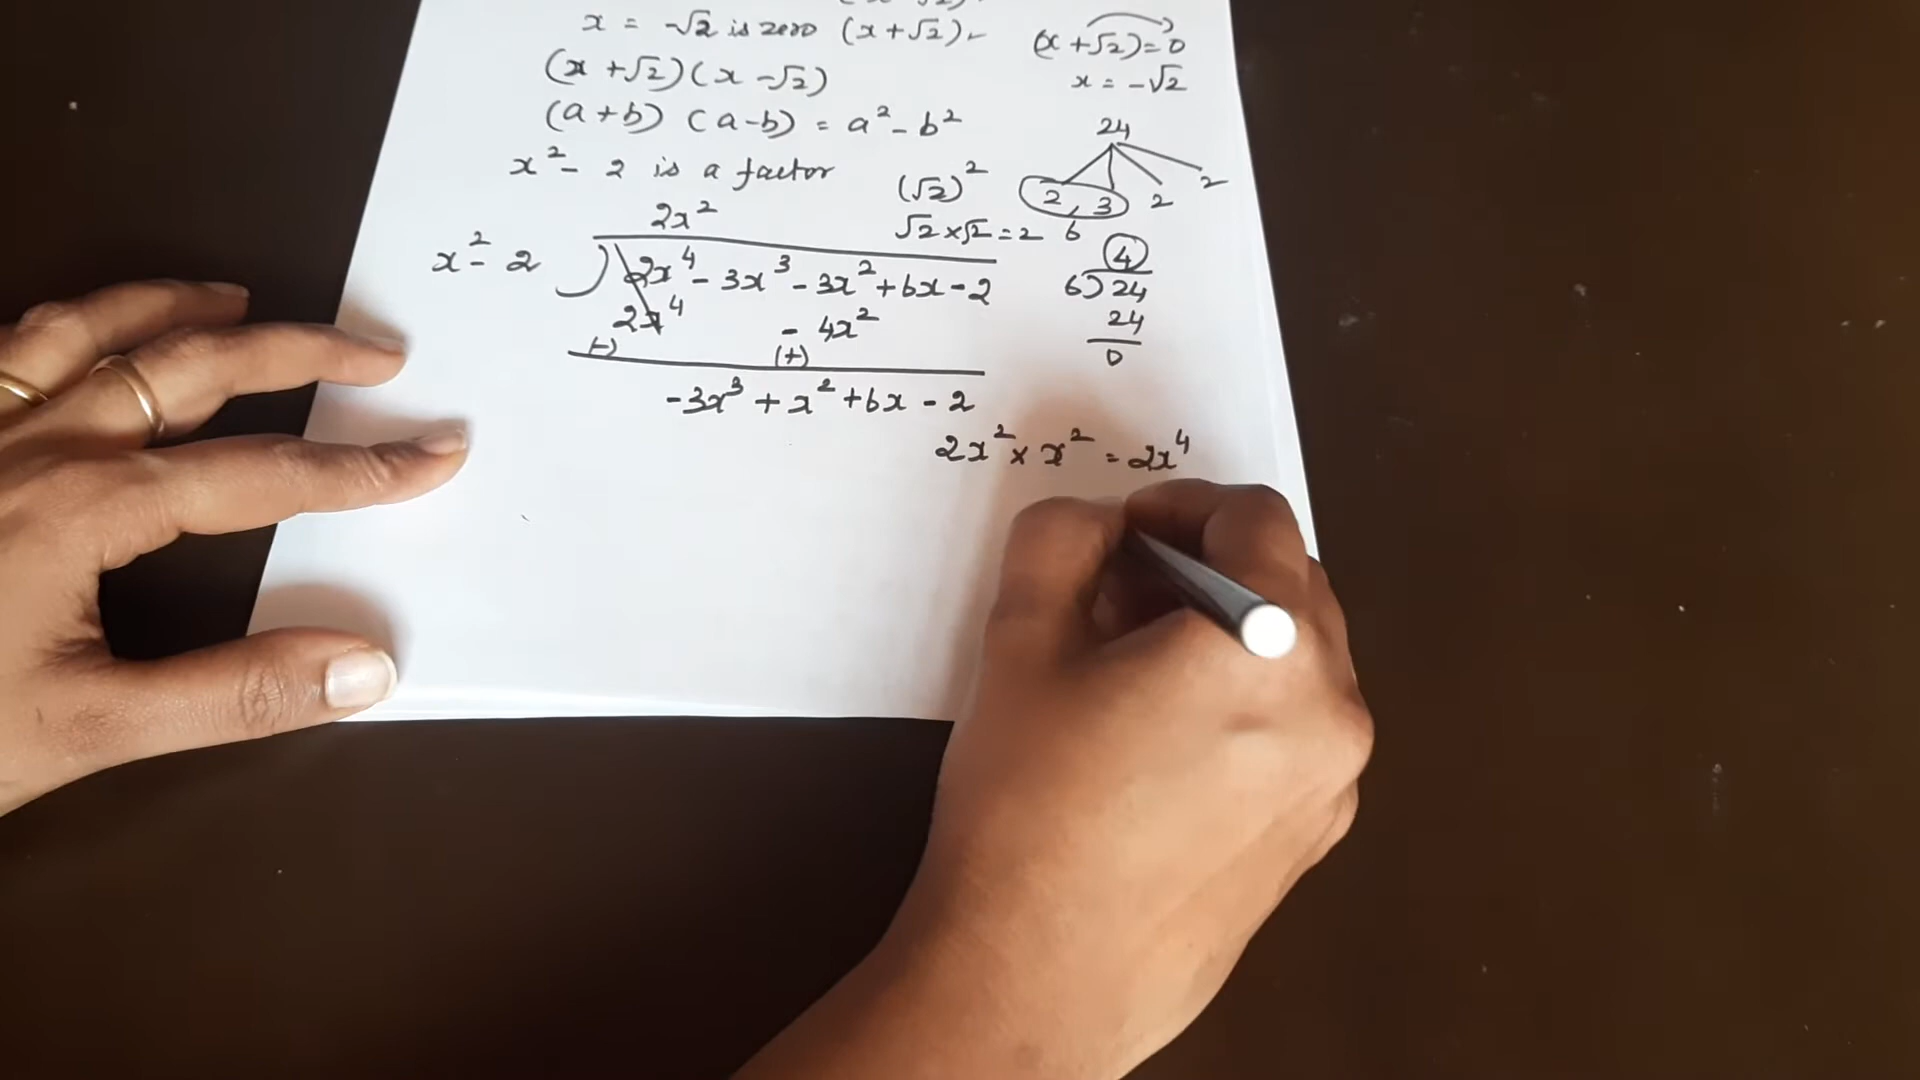 x = -√2 is zero (x+√2)
(x+√2)=0
(x +√2)(x -√2)
x = -√2
(a+b) (a-b) = a² - b²
24
x² - 2 is a factor
(√2)²
2, 3 2 2
2x²
√2 × √2 = 2
6
x² - 2 ) 2x⁴ - 3x³ - 3x² + 6x - 2
4
6) 24
2x⁴ - 4x²
24
(-) (+)
0
-3x³ + x² + 6x - 2
2x² × x² = 2x⁴